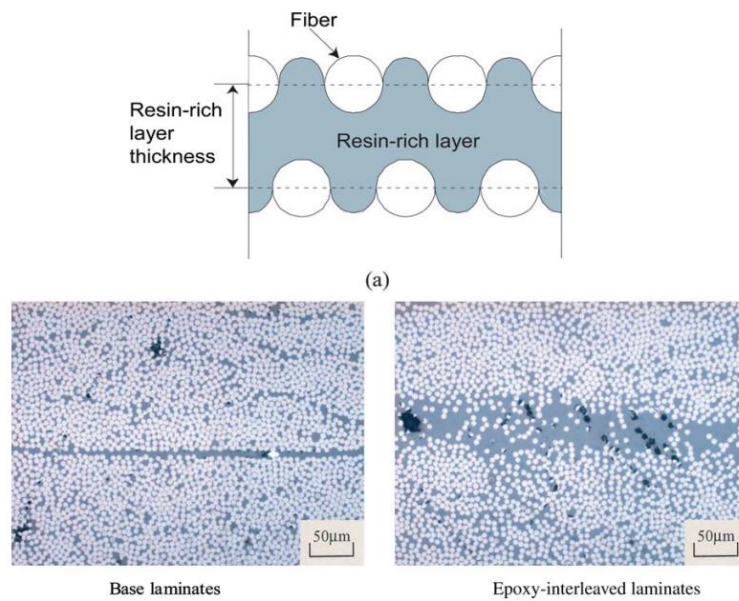 Fiber
Resin-rich
layer
thickness
Resin-rich layer
(a)
50μm
50μm
Base laminates
Epoxy-interleaved laminates